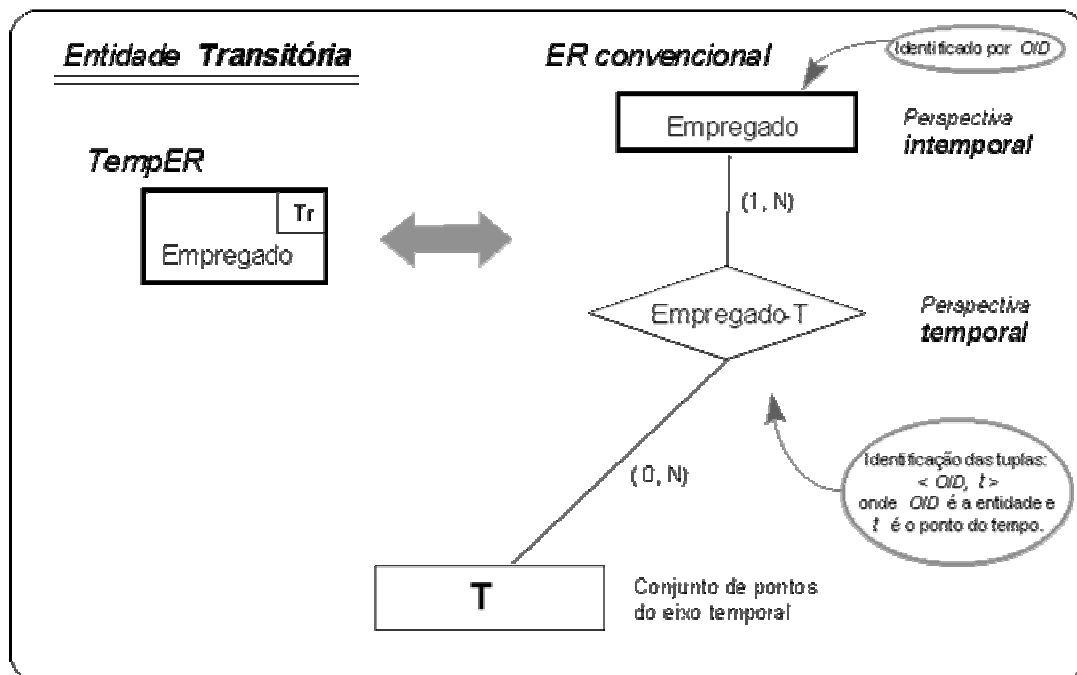 Entidade Transitória
ER convencional
Identificado por OID
Empregado
Perspectiva
intemporal
TempER
Tr
Empregado
(1, N)
Empregado-T
Perspectiva
temporal
(0, N)
Identificação das tuplas:
< OID, t >
onde OID é a entidade e
t é o ponto do tempo.
T
Conjunto de pontos
do eixo temporal